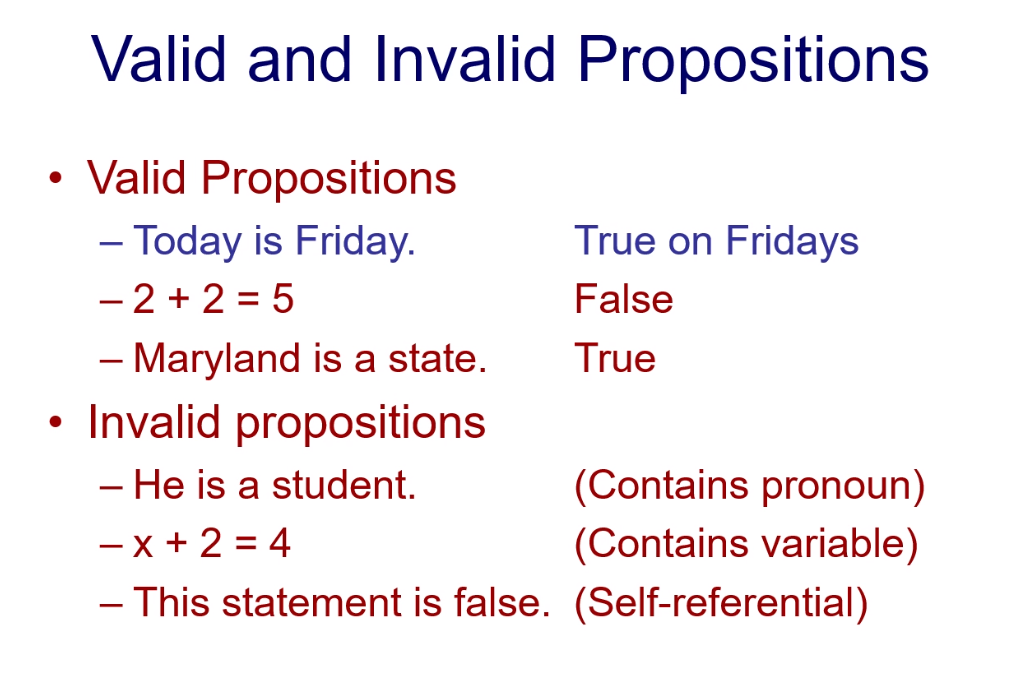 Valid and Invalid Propositions
• Valid Propositions
– Today is Friday. True on Fridays
– 2 + 2 = 5 False
– Maryland is a state. True
• Invalid propositions
– He is a student. (Contains pronoun)
– x + 2 = 4 (Contains variable)
– This statement is false. (Self-referential)